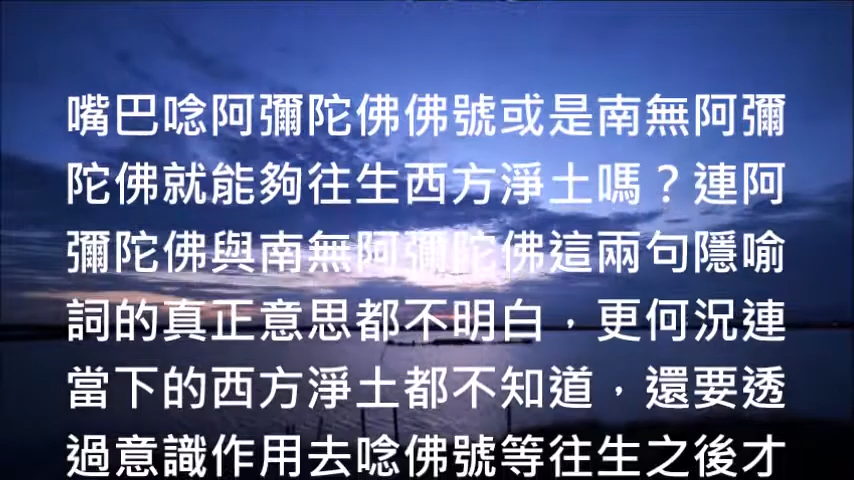 嘴巴唸阿彌陀佛佛號或是南無阿彌
陀佛就能夠往生西方淨土嗎？連阿
彌陀佛與南無阿彌陀佛這兩句隱喻
詞的真正意思都不明白，更何況連
當下的西方淨土都不知道，還要透
過意識作用去唸佛號等往生之後才